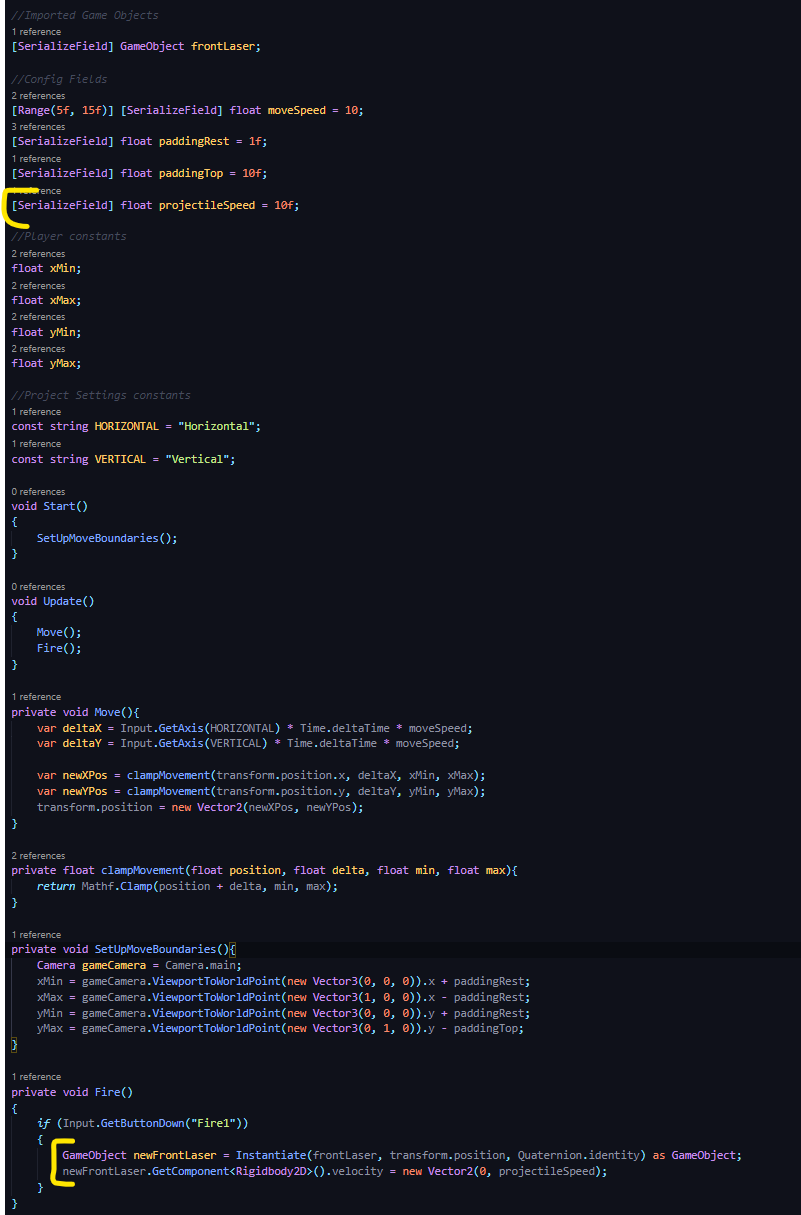 //Imported Game Objects
1 reference
[SerializeField] GameObject frontLaser;
//Config Fields
2 references
[Range(5f, 15f)] [SerializeField] float moveSpeed = 10;
3 references
[SerializeField] float paddingRest = 1f;
1 reference
[SerializeField] float paddingTop = 10f;
reference
[SerializeField] float projectileSpeed = 10f;
//Player constants
2 references
float xMin;
2 references
float xMax;
2 references
float yMin;
2 references
float yMax;
//Project Settings constants
1 reference
const string HORIZONTAL = "Horizontal";
1 reference
const string VERTICAL = "Vertical";
0 references
void Start()
{
SetUpMoveBoundaries();
}
0 references
void Update()
{
Move();
Fire();
}
1 reference
private void Move(){
var deltaX = Input.GetAxis(HORIZONTAL) * Time.deltaTime * moveSpeed;
var deltaY = Input.GetAxis(VERTICAL) * Time.deltaTime * moveSpeed;
var newXPos = clampMovement(transform.position.x, deltaX, xMin, xMax);
var newYPos = clampMovement(transform.position.y, deltaY, yMin, yMax);
transform.position = new Vector2(newXPos, newYPos);
}
2 references
private float clampMovement(float position, float delta, float min, float max){
return Mathf.Clamp(position + delta, min, max);
}
1 reference
private void SetUpMoveBoundaries(){
Camera gameCamera = Camera.main;
xMin = gameCamera.ViewportToWorldPoint(new Vector3(0, 0, 0)).x + paddingRest;
xMax = gameCamera.ViewportToWorldPoint(new Vector3(1, 0, 0)).x - paddingRest;
yMin = gameCamera.ViewportToWorldPoint(new Vector3(0, 0, 0)).y + paddingRest;
yMax = gameCamera.ViewportToWorldPoint(new Vector3(0, 1, 0)).y - paddingTop;
}
1 reference
private void Fire()
{
if (Input.GetButtonDown("Fire1"))
{
GameObject newFrontLaser = Instantiate(frontLaser, transform.position, Quaternion.identity) as GameObject;
newFrontLaser.GetComponent<Rigidbody2D>().velocity = new Vector2(0, projectileSpeed);
}
}